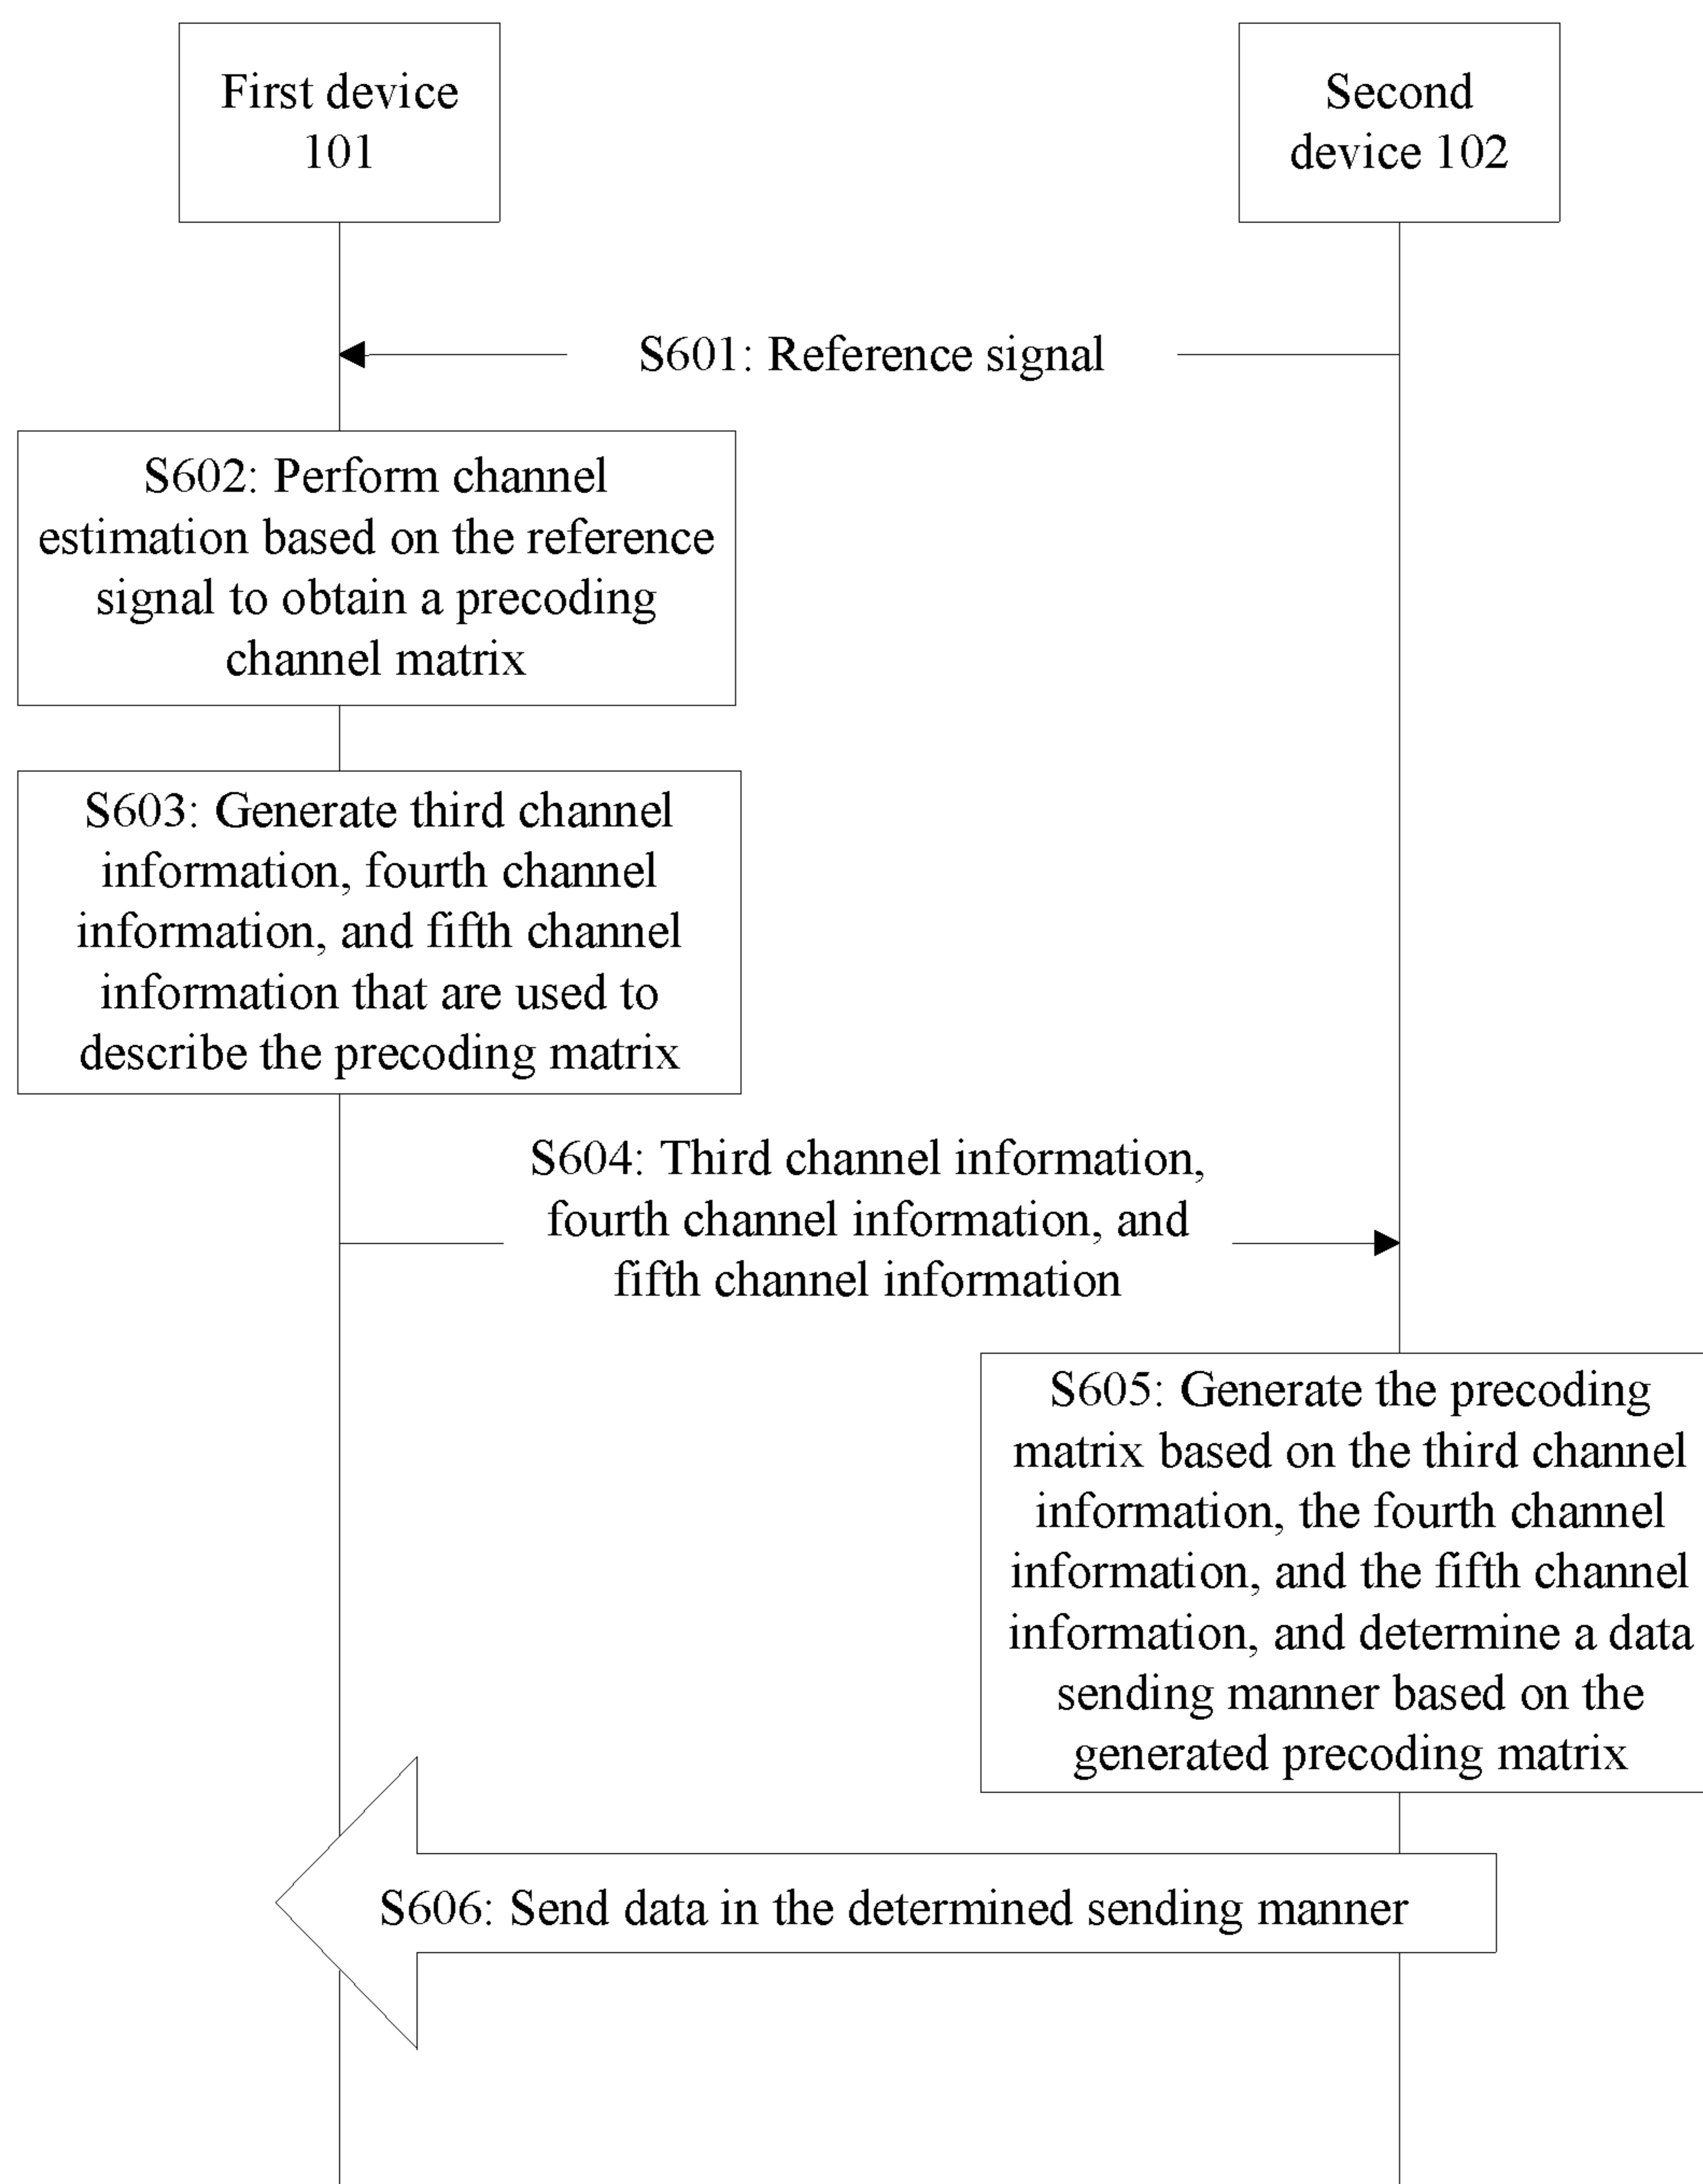 First device
101
Second
device 102
S601: Reference signal
S602: Perform channel
estimation based on the reference
signal to obtain a precoding
channel matrix
S603: Generate third channel
information, fourth channel
information, and fifth channel
information that are used to
describe the precoding matrix
S604: Third channel information,
fourth channel information, and
fifth channel information
S605: Generate the precoding
matrix based on the third channel
information, the fourth channel
information, and the fifth channel
information, and determine a data
sending manner based on the
generated precoding matrix
S606: Send data in the determined sending manner